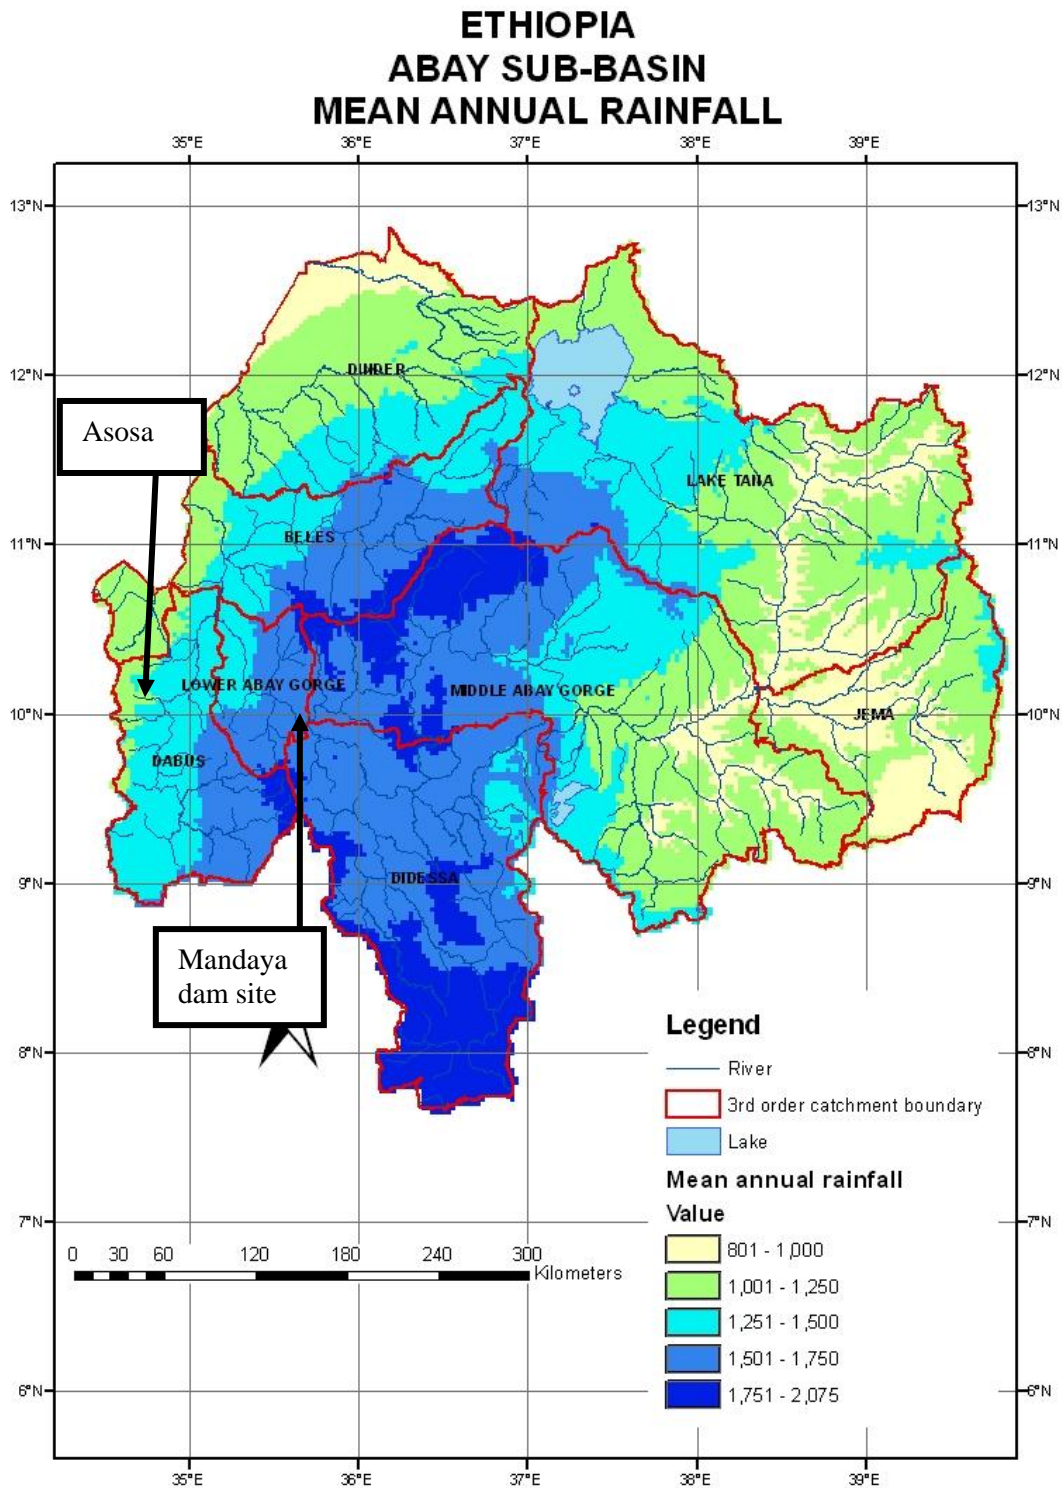 ETHIOPIA
ABAY SUB-BASIN
MEAN ANNUAL RAINFALL
35°E 36°E 37°E 38°E 39°E
13°N 13°N
12°N 12°N
DINDER
Asosa
LAKE TANA
BELES
11°N 11°N
LOWER ABAY GORGE
MIDDLE ABAY GORGE
10°N 10°N
JEMA
DABUS
DIDESSA
9°N 9°N
Mandaya
dam site
8°N 8°N
7°N 7°N
6°N 6°N
Legend
River
3rd order catchment boundary
Lake
Mean annual rainfall
Value
801 - 1,000
1,001 - 1,250
1,251 - 1,500
1,501 - 1,750
1,751 - 2,075
0 30 60 120 180 240 300
Kilometers
35°E 36°E 37°E 38°E 39°E